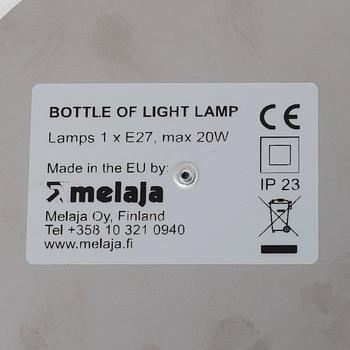 BOTTLE OF LIGHT LAMP
Lamps 1 x E27, max 20W
Made in the EU by:
melaja
Melaja Oy, Finland
Tel +358 10 321 0940
www.melaja.fi
CE
IP 23